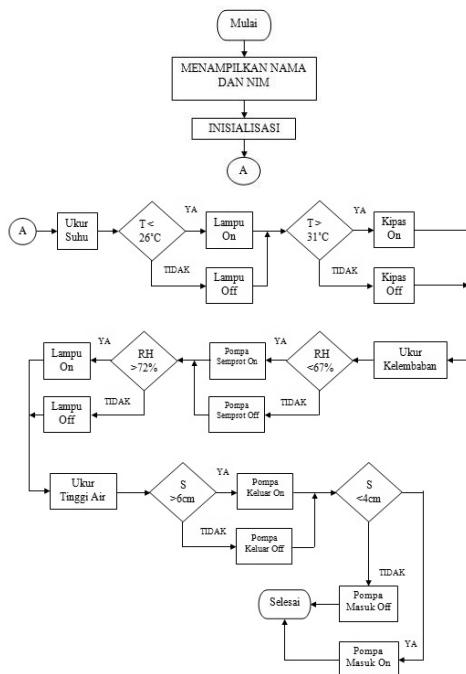 Mulai
MENAMPILKAN NAMA
DAN NIM
INISIALISASI
A
A
Ukur
Suhu
T <
26°C
YA
TIDAK
Lampu
On
Lampu
Off
T >
31°C
YA
TIDAK
Kipas
On
Kipas
Off
Ukur
Kelembaban
RH
<67%
YA
TIDAK
Pompa
Semprot On
Pompa
Semprot Off
RH
>72%
YA
TIDAK
Lampu
On
Lampu
Off
Ukur
Tinggi Air
S
>6cm
YA
TIDAK
Pompa
Keluar On
Pompa
Keluar Off
S
<4cm
TIDAK
YA
Pompa
Masuk Off
Pompa
Masuk On
Selesai